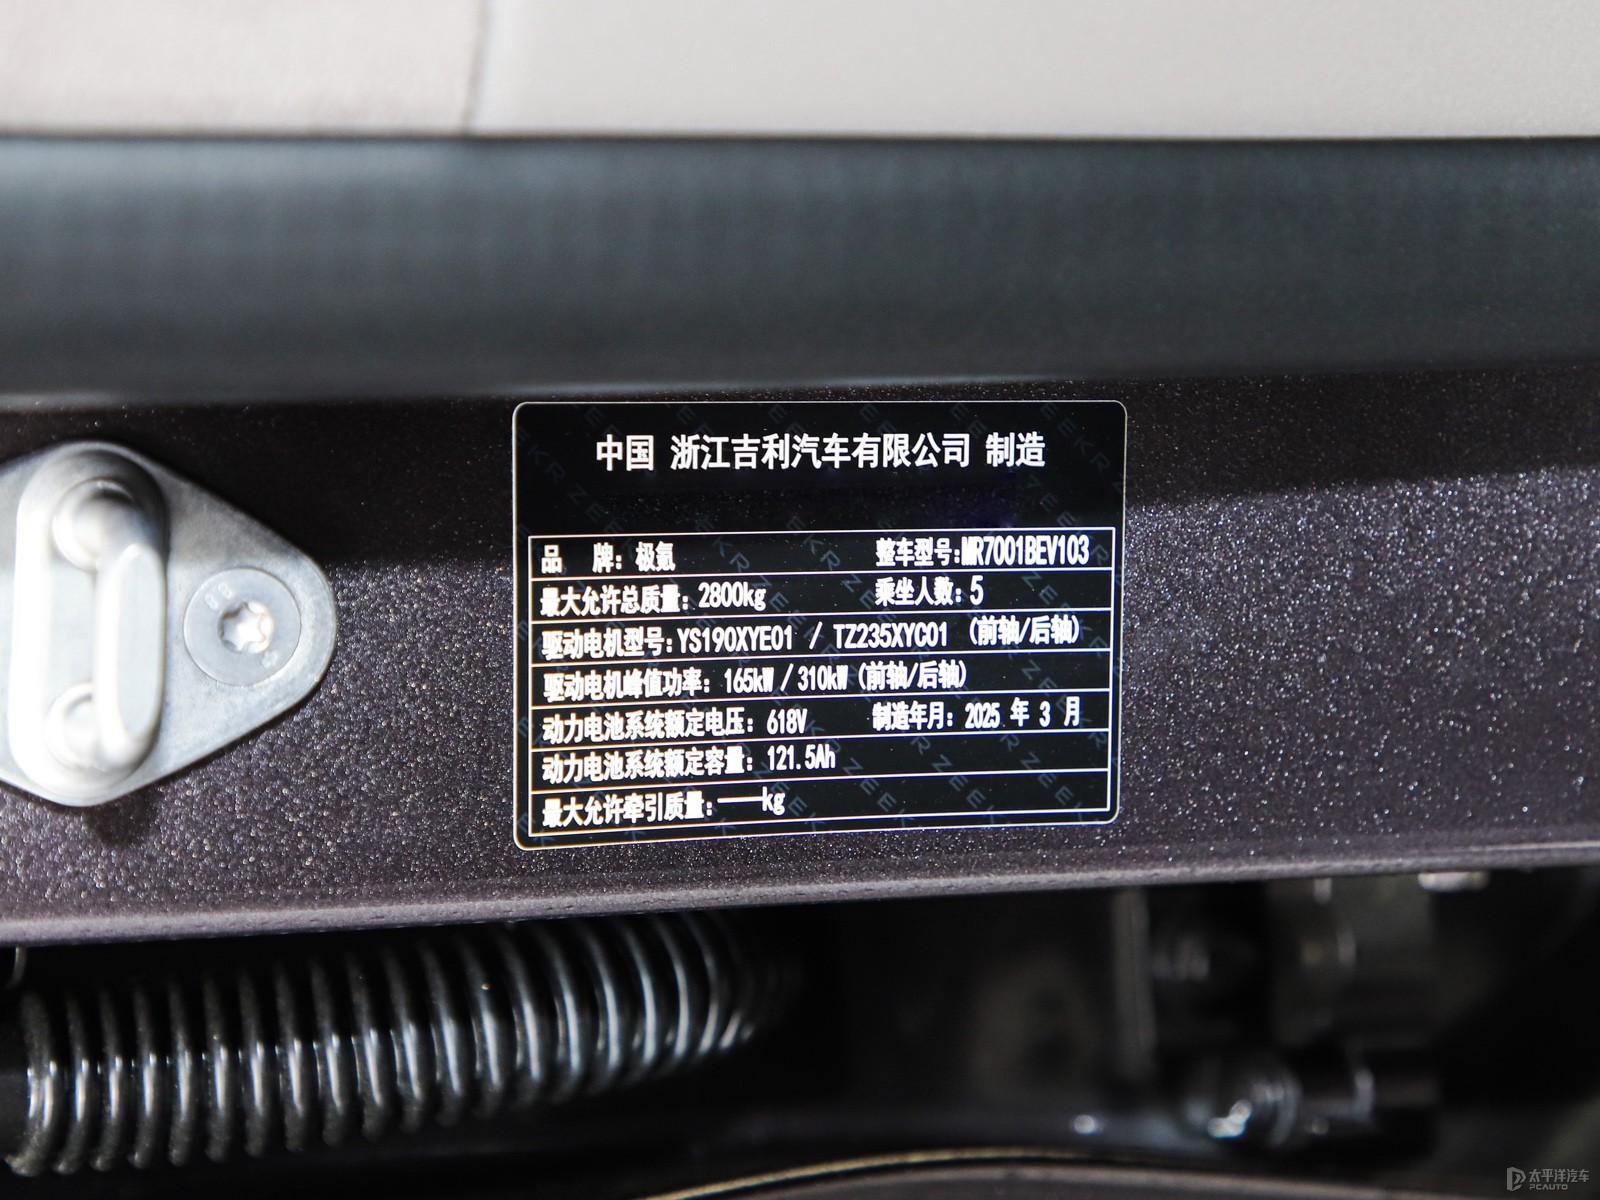 中国 浙江吉利汽车有限公司 制造
品 牌：极氪 整车型号：MR7001BEV103
最大允许总质量：2800kg 乘坐人数：5
驱动电机型号：YS190XYE01 / TZ235XYC01 (前轴/后轴)
驱动电机峰值功率：165kW / 310kW (前轴/后轴)
动力电池系统额定电压：618V 制造年月：2025 年 3 月
动力电池系统额定容量：121.5Ah
最大允许牵引质量：——kg
太平洋汽车
PCAUTO